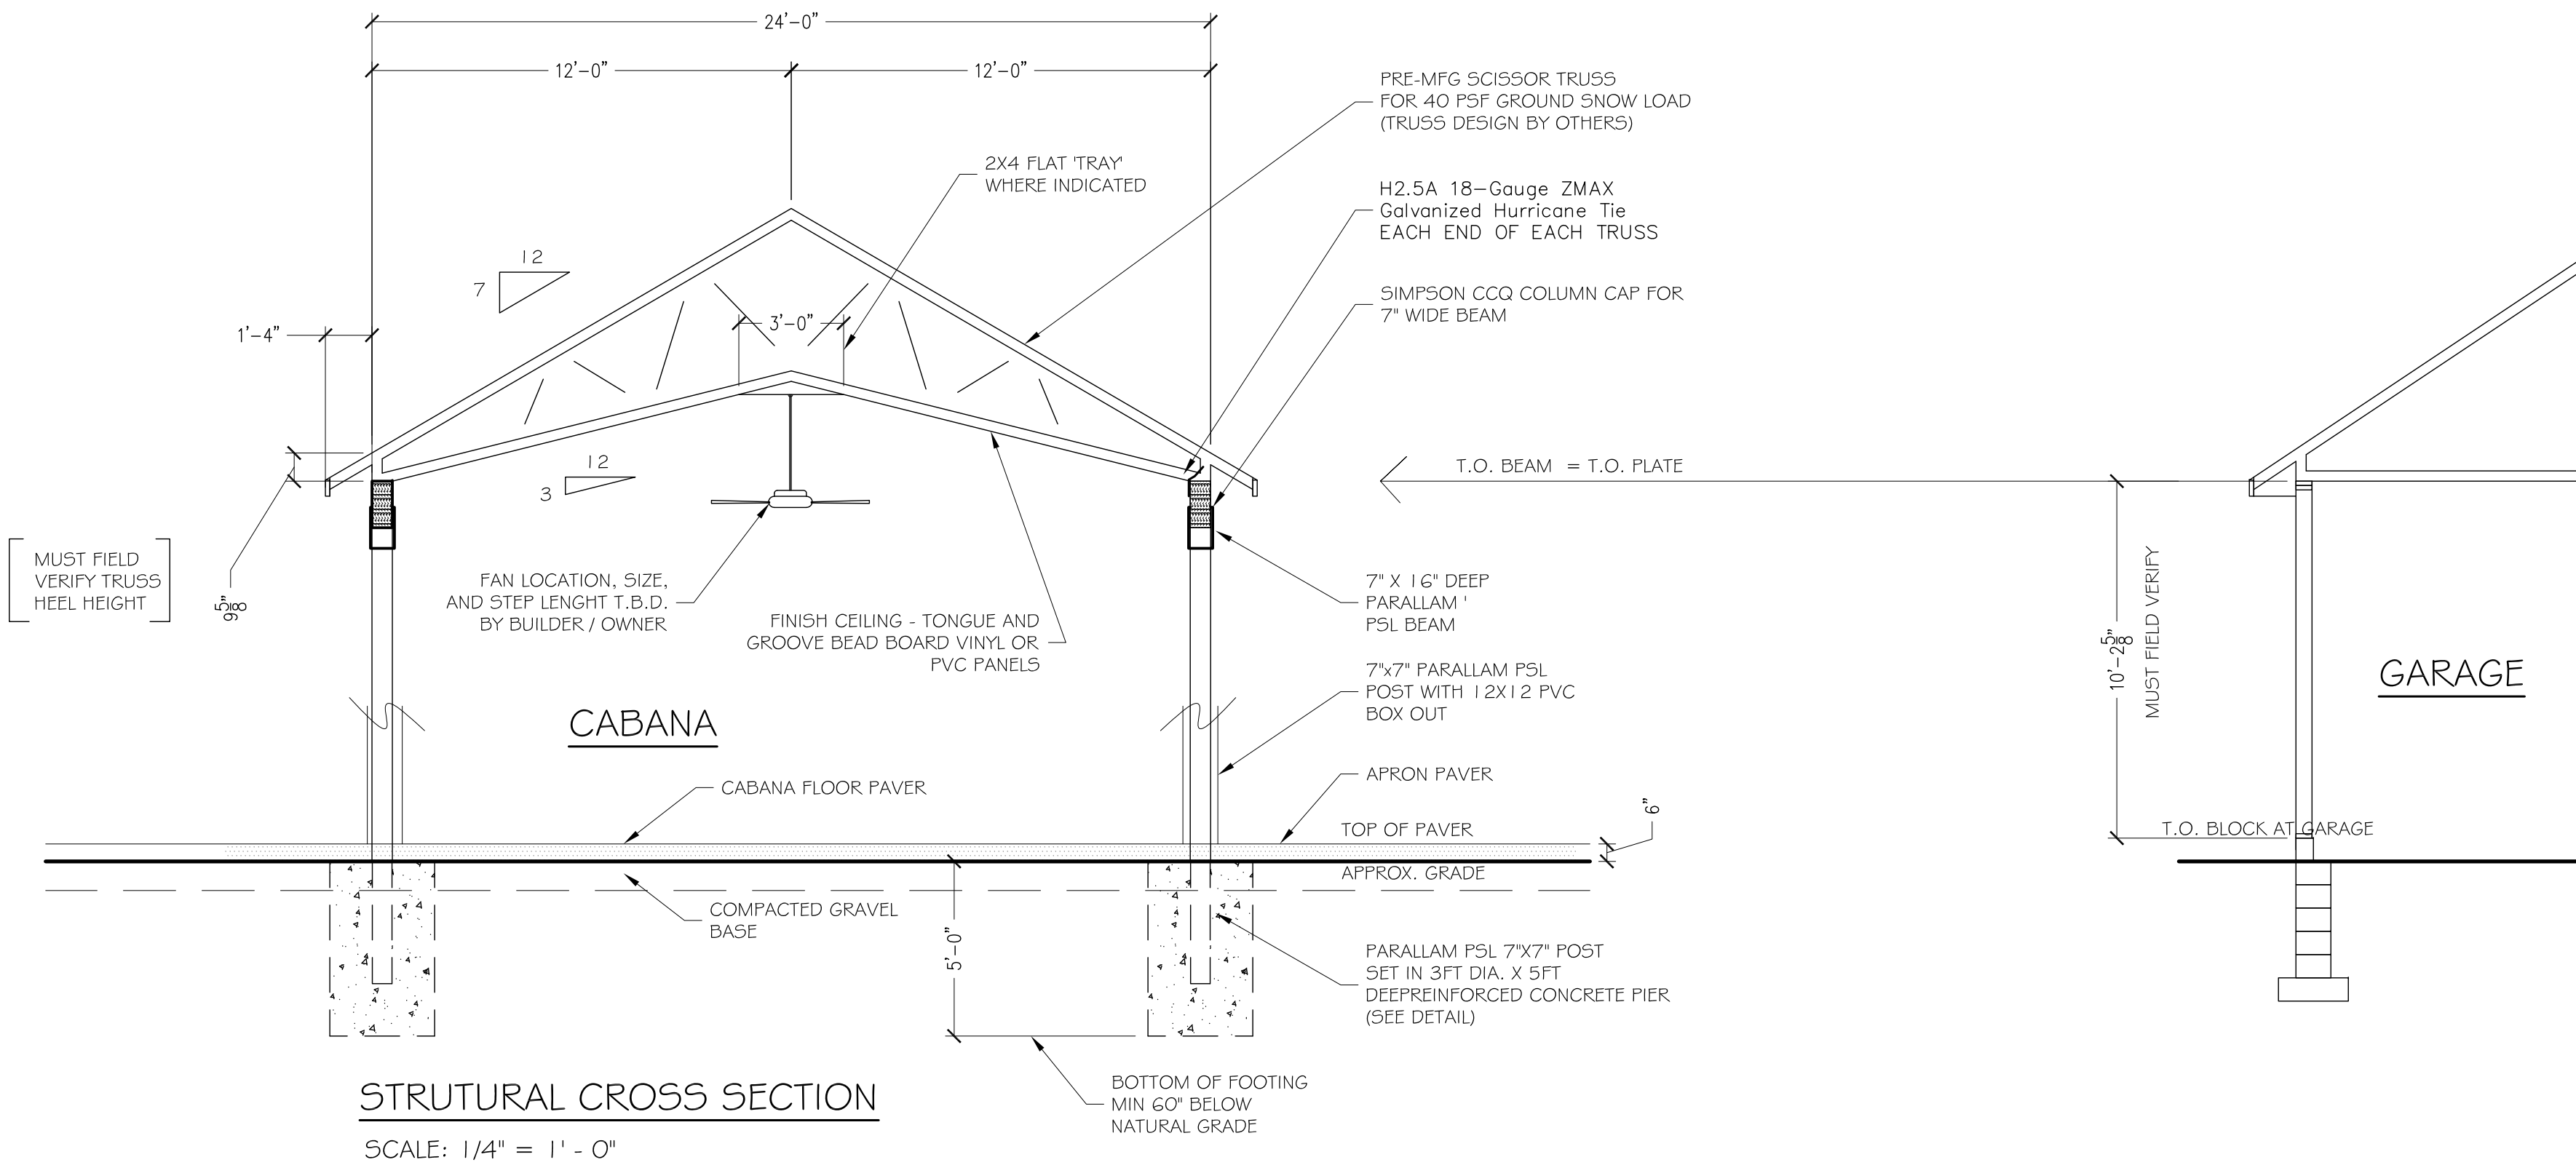 24'-0"
12'-0"
12'-0"
PRE-MFG SCISSOR TRUSS
FOR 40 PSF GROUND SNOW LOAD
(TRUSS DESIGN BY OTHERS)
2X4 FLAT 'TRAY'
WHERE INDICATED
H2.5A 18-Gauge ZMAX
Galvanized Hurricane Tie
EACH END OF EACH TRUSS
12
7
SIMPSON CCQ COLUMN CAP FOR
7" WIDE BEAM
1'-4"
3'-0"
12
3
T.O. BEAM = T.O. PLATE
MUST FIELD
VERIFY TRUSS
HEEL HEIGHT
9 5/8"
FAN LOCATION, SIZE,
AND STEP LENGHT T.B.D.
BY BUILDER / OWNER
FINISH CEILING - TONGUE AND
GROOVE BEAD BOARD VINYL OR
PVC PANELS
7" X 16" DEEP
PARALLAM '
PSL BEAM
7"x7" PARALLAM PSL
POST WITH 12X12 PVC
BOX OUT
10'-2 5/8"
MUST FIELD VERIFY
GARAGE
CABANA
CABANA FLOOR PAVER
APRON PAVER
6"
TOP OF PAVER
T.O. BLOCK AT GARAGE
APPROX. GRADE
COMPACTED GRAVEL
BASE
5'-0"
PARALLAM PSL 7"X7" POST
SET IN 3FT DIA. X 5FT
DEEPREINFORCED CONCRETE PIER
(SEE DETAIL)
BOTTOM OF FOOTING
MIN 60" BELOW
NATURAL GRADE
STRUTURAL CROSS SECTION
SCALE: 1/4" = 1' - 0"